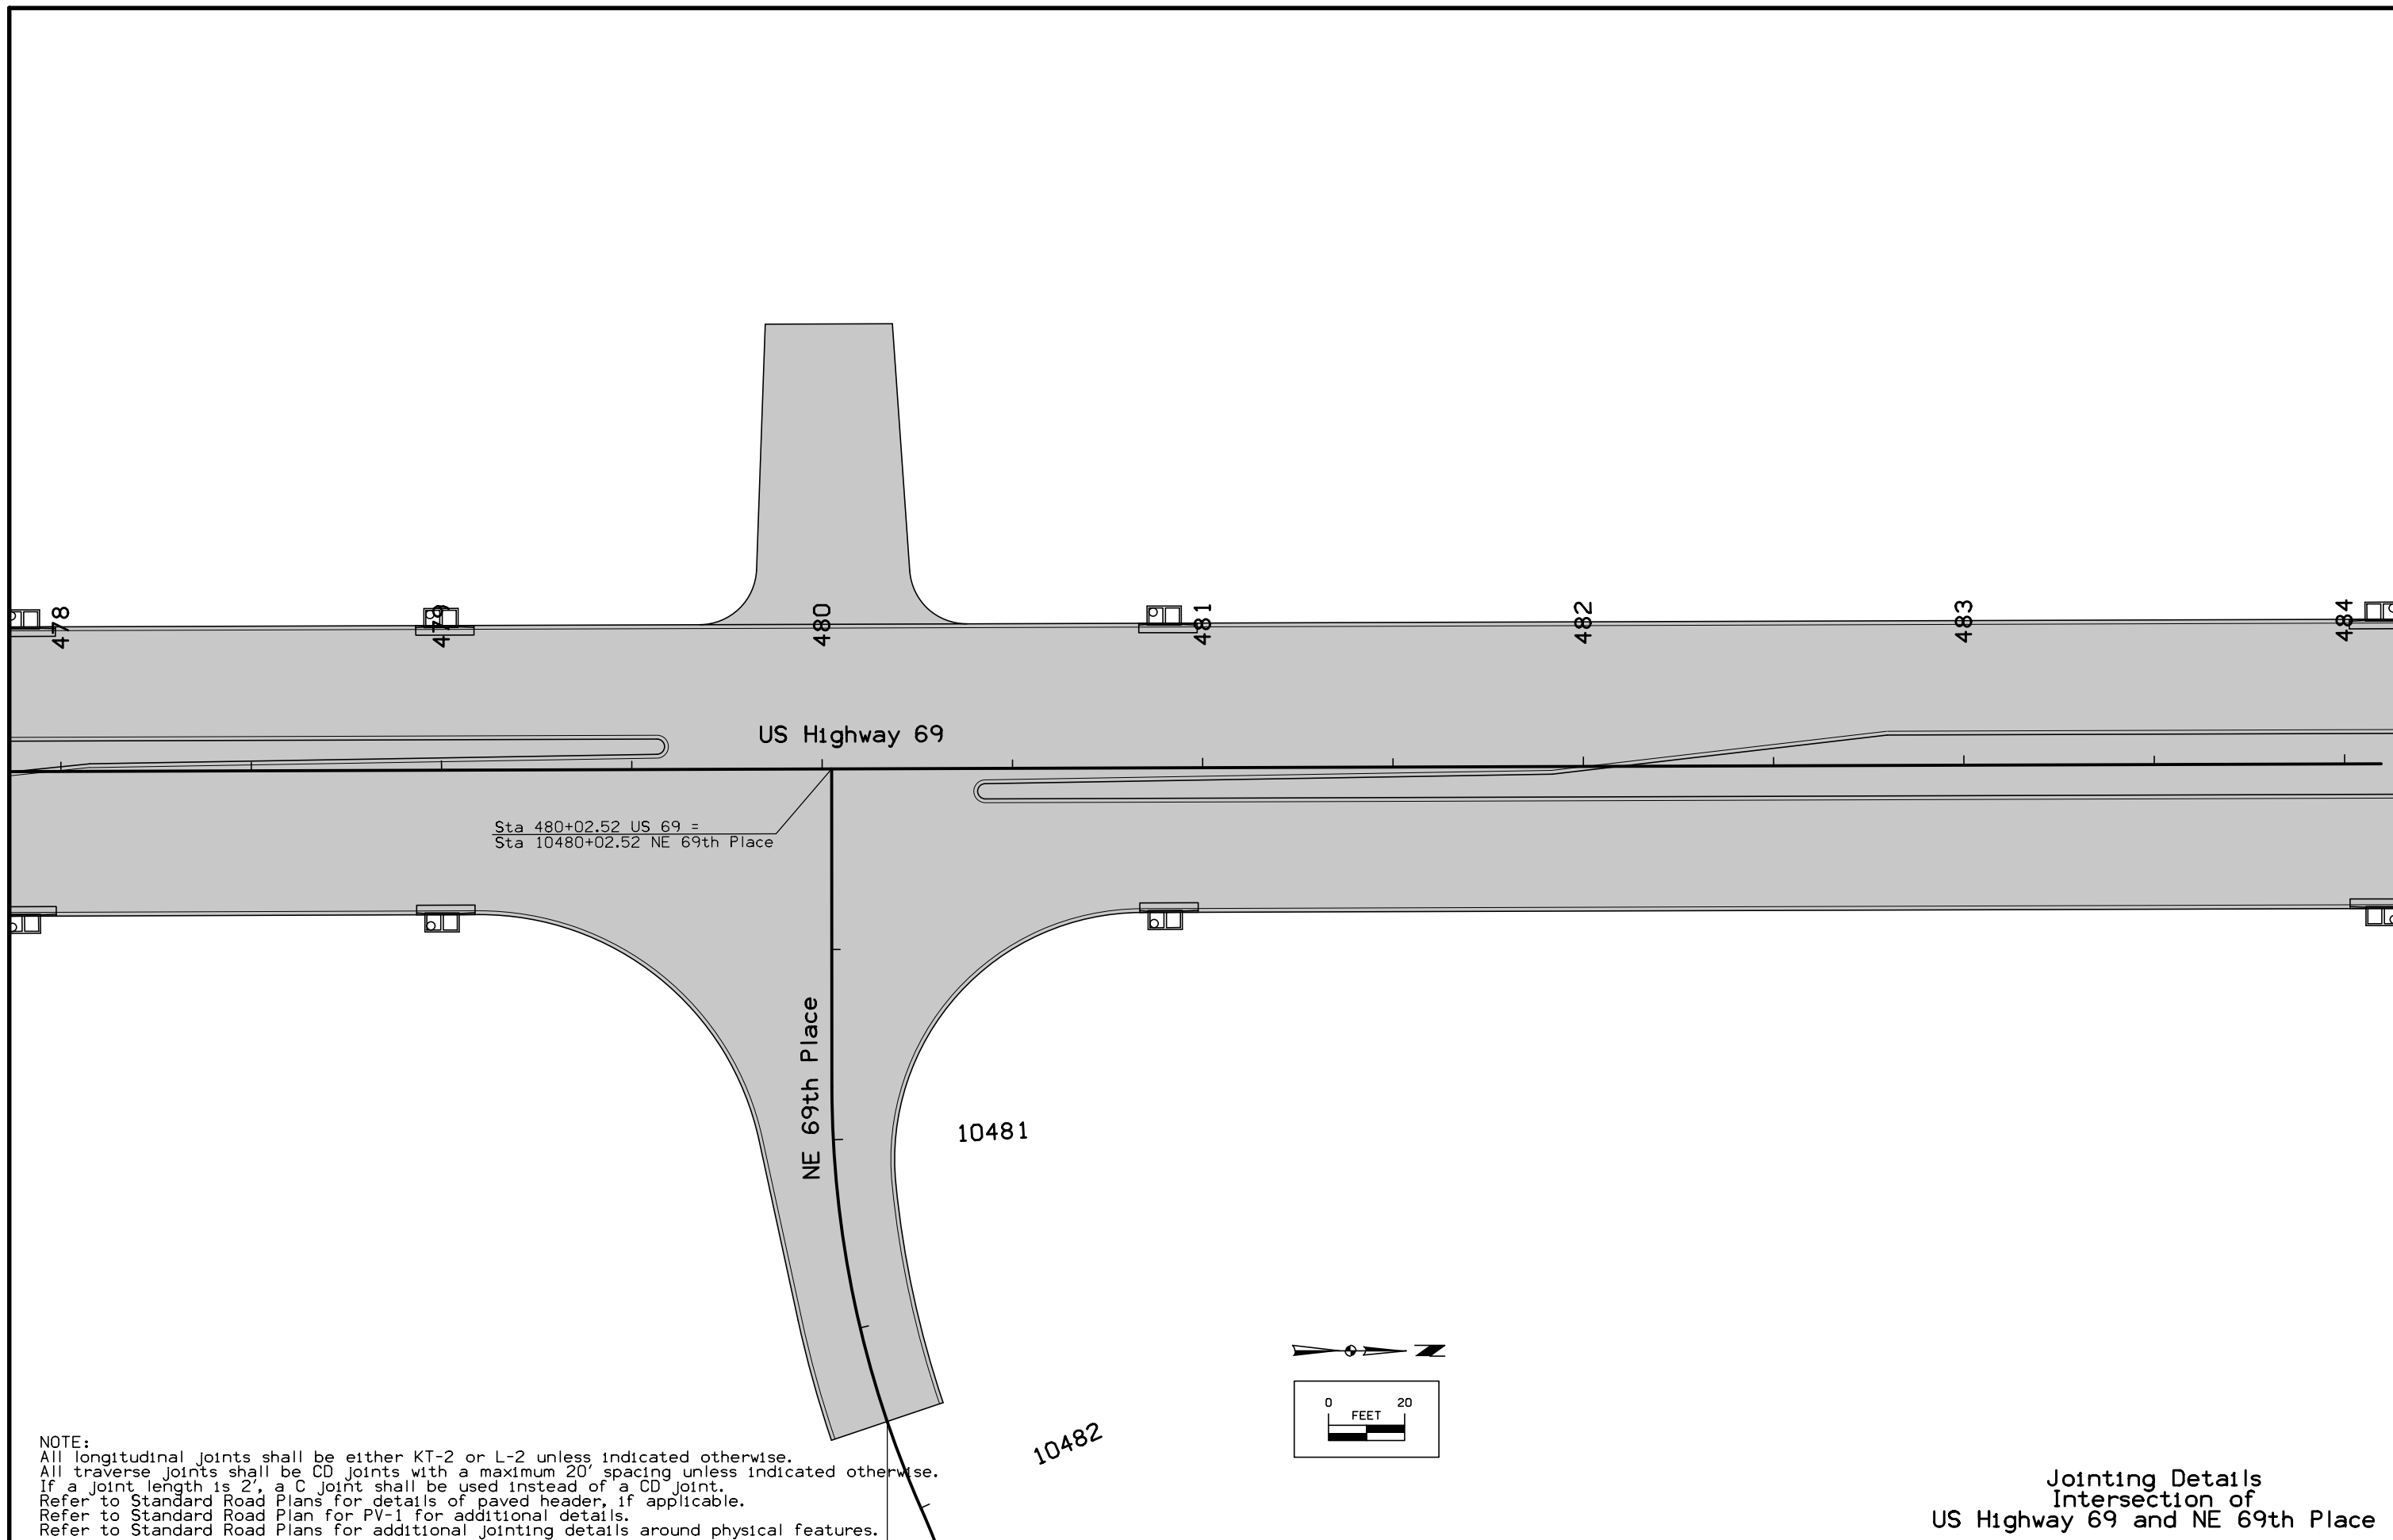 478
479
480
481
482
483
484
US Highway 69
Sta 480+02.52 US 69 =
Sta 10480+02.52 NE 69th Place
NE 69th Place
10481
10482
N
0 20
FEET
NOTE:
All longitudinal joints shall be either KT-2 or L-2 unless indicated otherwise.
All traverse joints shall be CD joints with a maximum 20' spacing unless indicated otherwise.
If a joint length is 2', a C joint shall be used instead of a CD joint.
Refer to Standard Road Plans for details of paved header, if applicable.
Refer to Standard Road Plan for PV-1 for additional details.
Refer to Standard Road Plans for additional jointing details around physical features.
Jointing Details
Intersection of
US Highway 69 and NE 69th Place